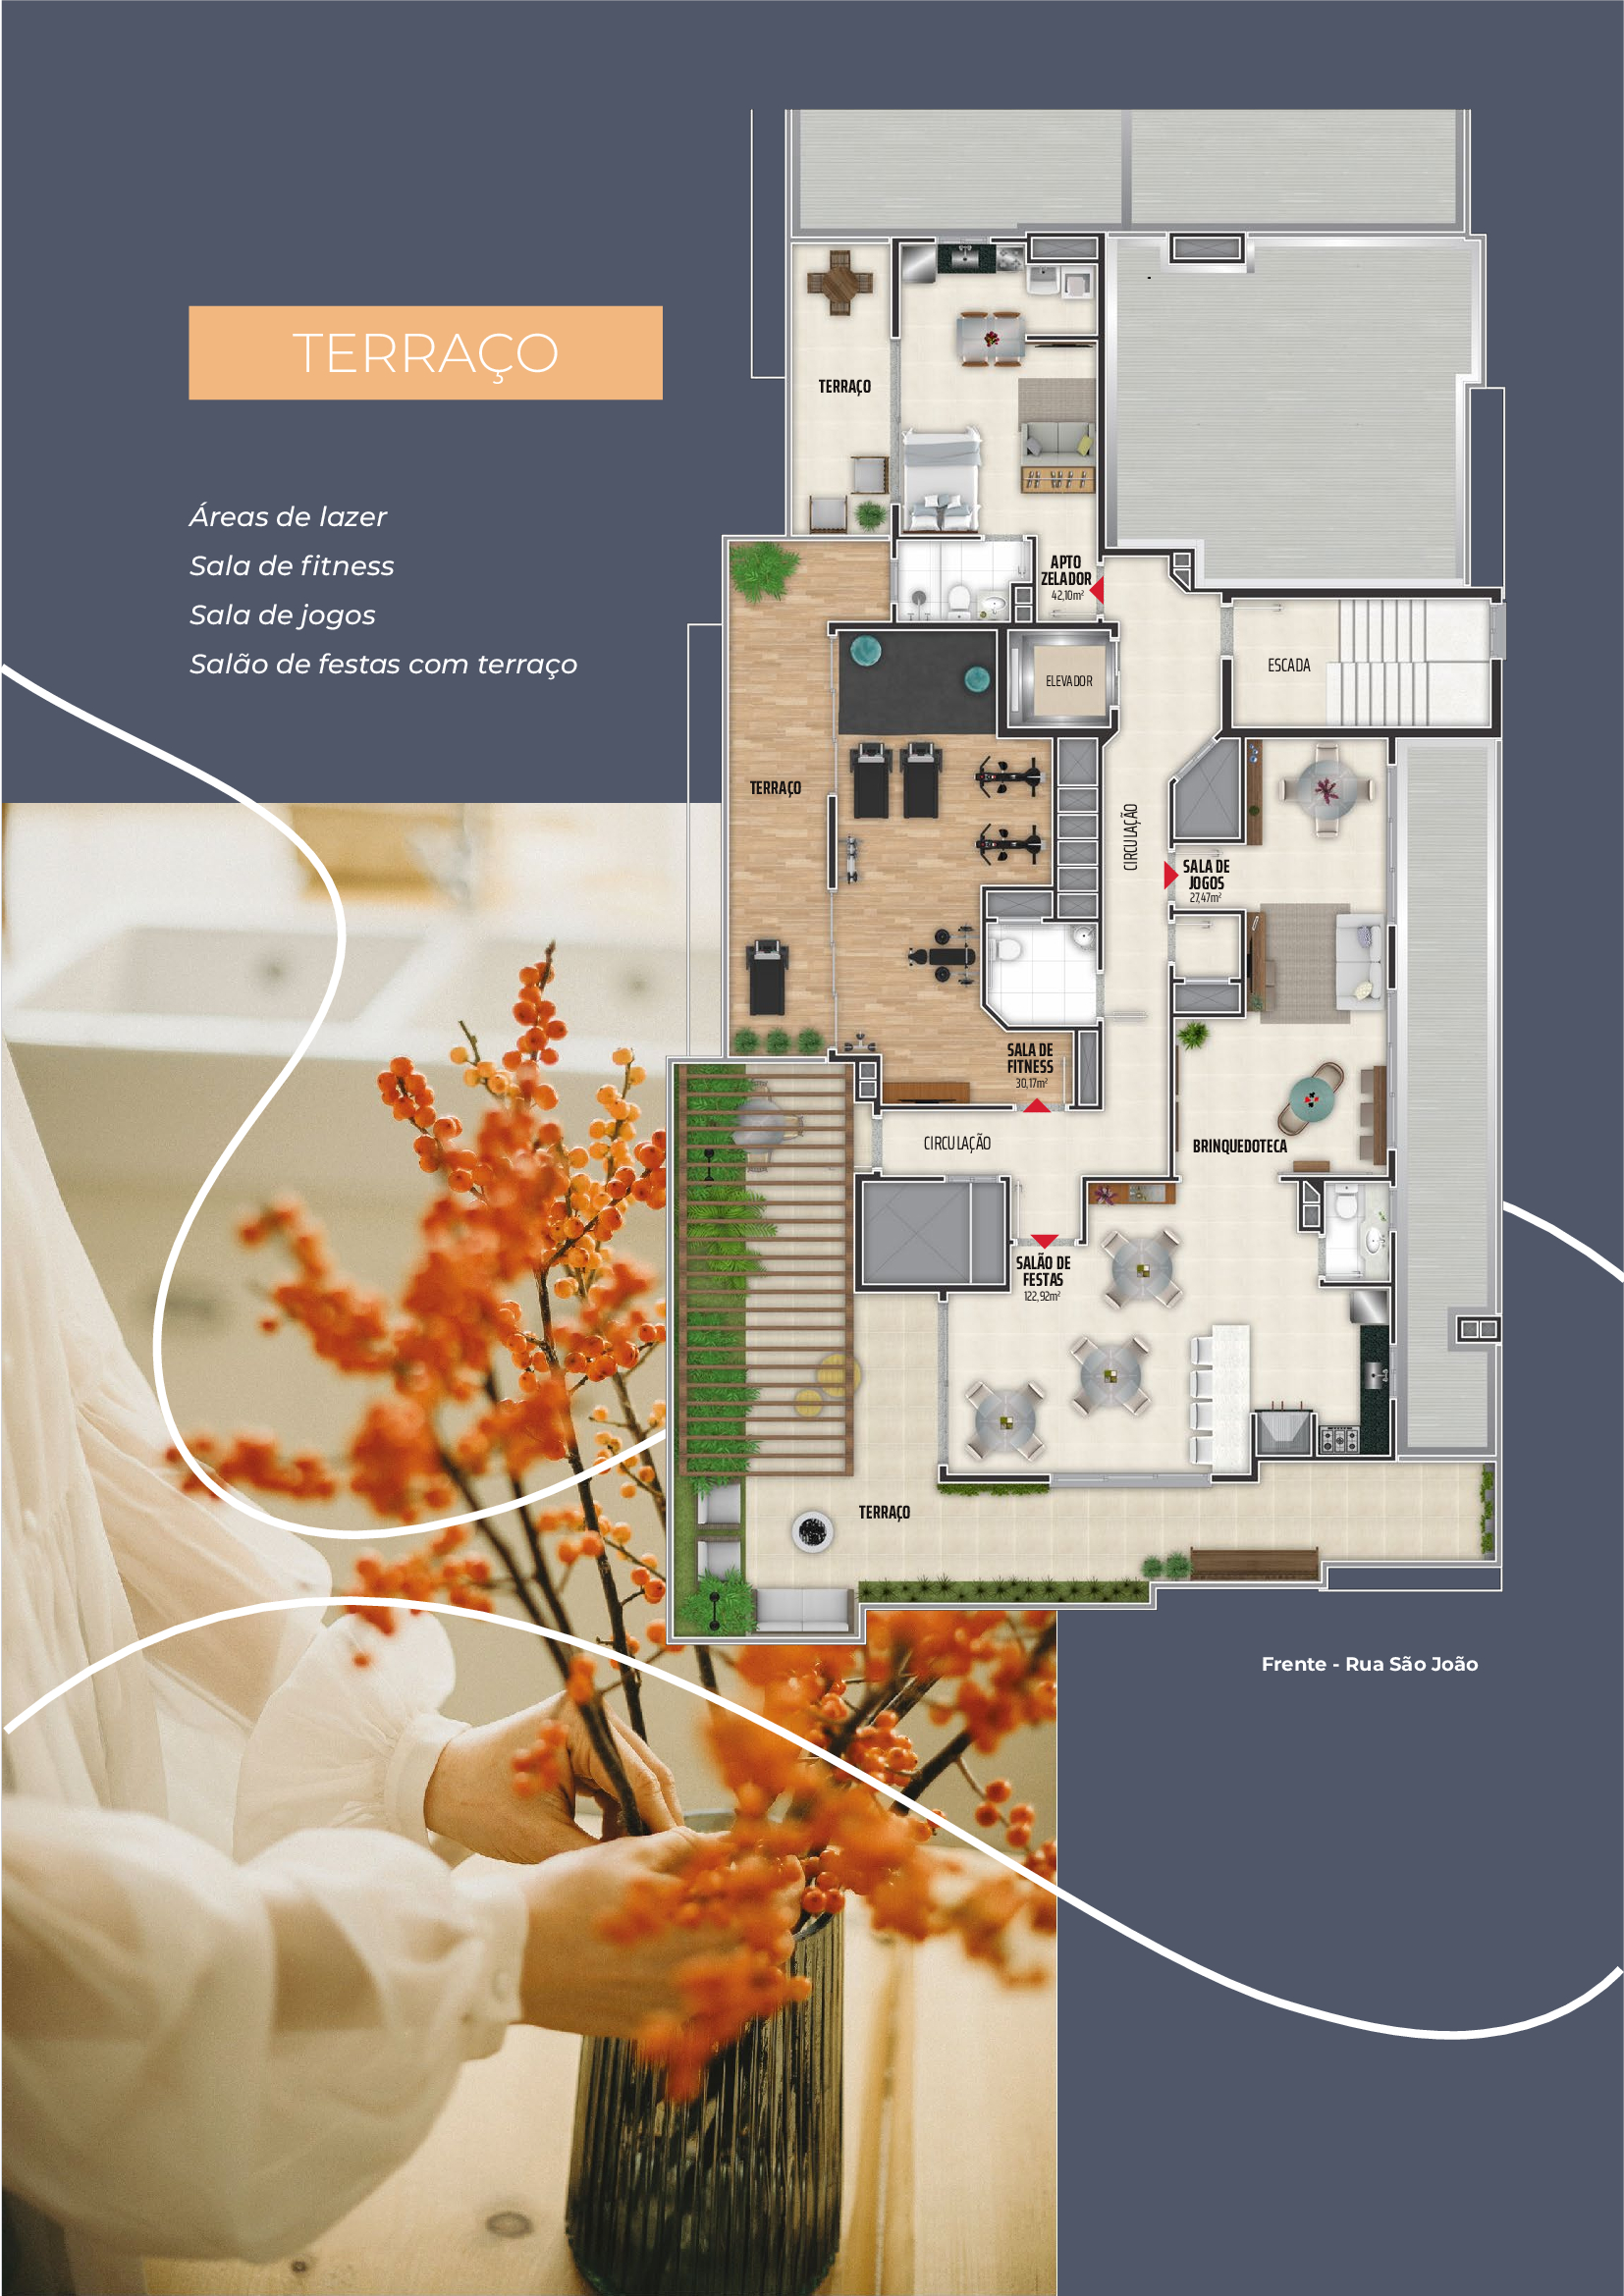 TERRAÇO
Áreas de lazer
Sala de fitness
Sala de jogos
Salão de festas com terraço
TERRAÇO
APTO
ZELADOR
42,10m²
ELEVADOR
ESCADA
TERRAÇO
CIRCULAÇÃO
SALA DE
JOGOS
27,47m²
SALA DE
FITNESS
30,17m²
CIRCULAÇÃO
BRINQUEDOTECA
SALÃO DE
FESTAS
122,92m²
TERRAÇO
Frente - Rua São João